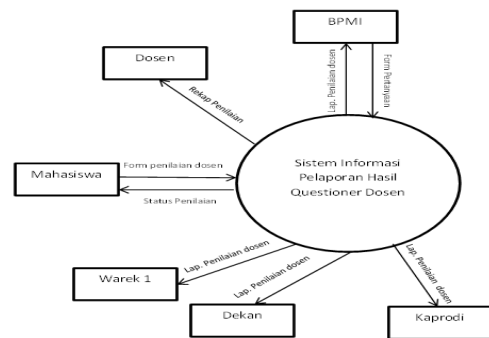 BPMI
Dosen
Lap. Penilaian dosen
Form Pertanyaan
Rekap Penilaian
Mahasiswa
Form penilaian dosen
Status Penilaian
Sistem Informasi
Pelaporan Hasil
Questioner Dosen
Lap. Penilaian dosen
Warek 1
Lap. Penilaian dosen
Dekan
Lap. Penilaian dosen
Kaprodi